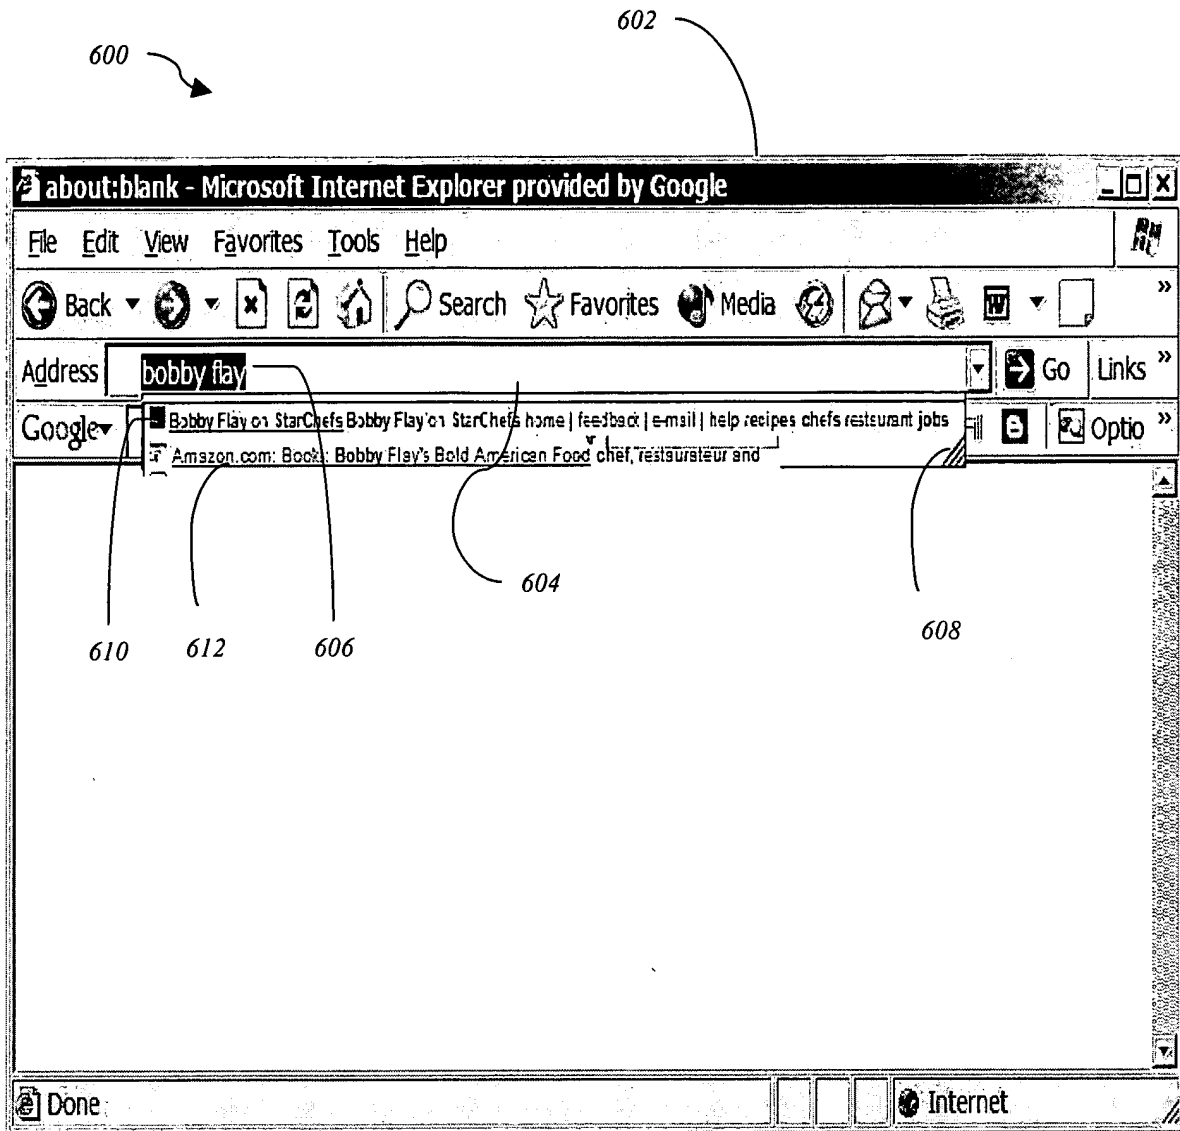 602
600
about:blank - Microsoft Internet Explorer provided by Google
File Edit View Favorites Tools Help
Back Search Favorites Media W »
Address bobby flay Go Links »
Google Bobby Flay on StarChefs Bobby Flay on StarChefs home | feedback | e-mail | help recipes chefs restaurant jobs Optio »
Amazon.com: Books: Bobby Flay's Bold American Food chef, restaurateur and
604
608
610 612 606
Done Internet